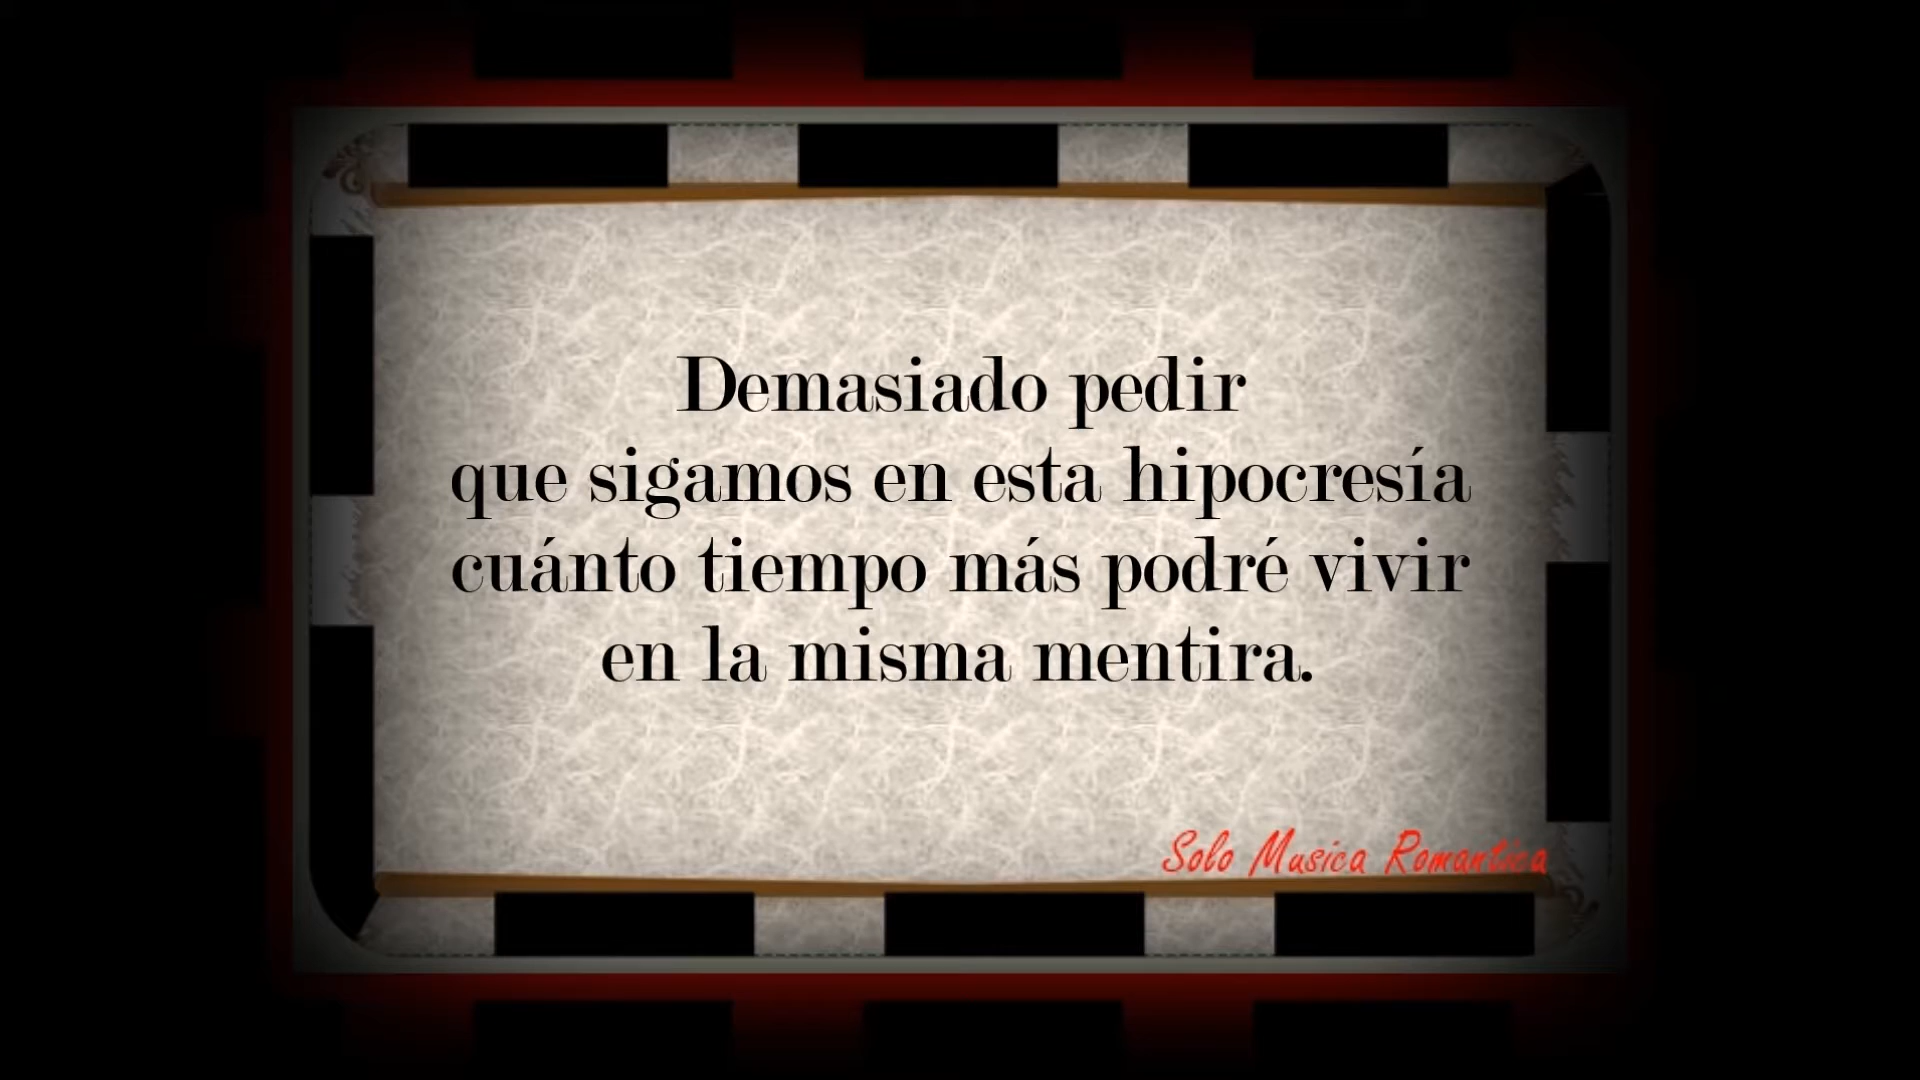 Demasiado pedir
que sigamos en esta hipocresía
cuánto tiempo más podré vivir
en la misma mentira.
Solo Musica Romantica